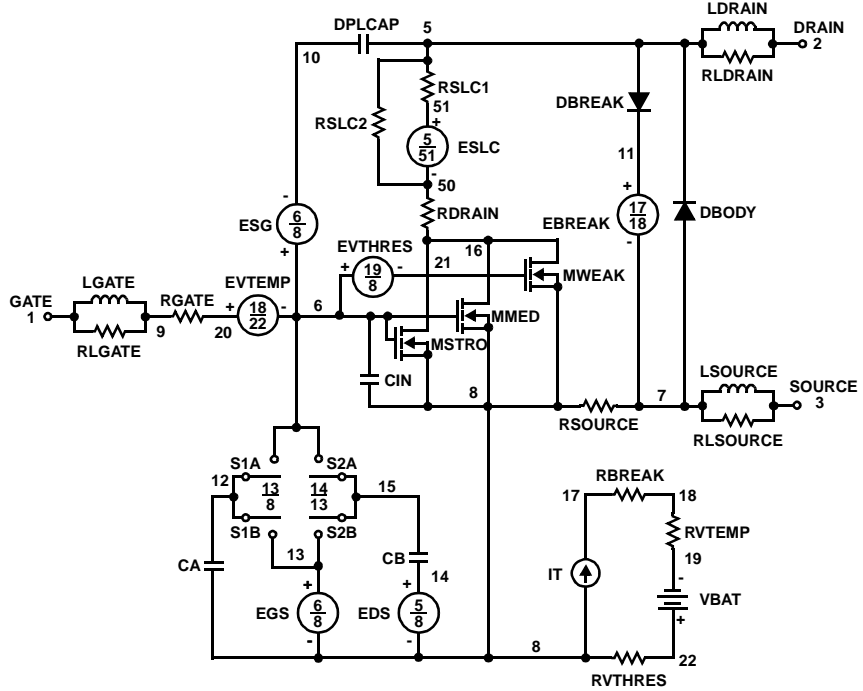 LDRAIN
DPLCAP 5 DRAIN
10 2
RLDRAIN
RSLC1
51
DBREAK
RSLC2
+
5
51
ESLC
-
50
11
- +
ESG
6
8
+
RDRAIN
EBREAK
17
18
-
DBODY
EVTHRES
+ 19 -
8
21
16
MWEAK
LGATE
GATE
1
RLGATE
9
RGATE
20
EVTEMP
+ 18 -
22
6
MMED
MSTRO
CIN
8
RSOURCE
7
LSOURCE
SOURCE
3
RLSOURCE
S1A S2A
12
13
8
14
13
15
S1B S2B
13
CA
CB
+ + 14
EGS
6
8
-
EDS
5
8
-
RBREAK
17 18
RVTEMP
19
IT
-
VBAT
+
8
22
RVTHRES